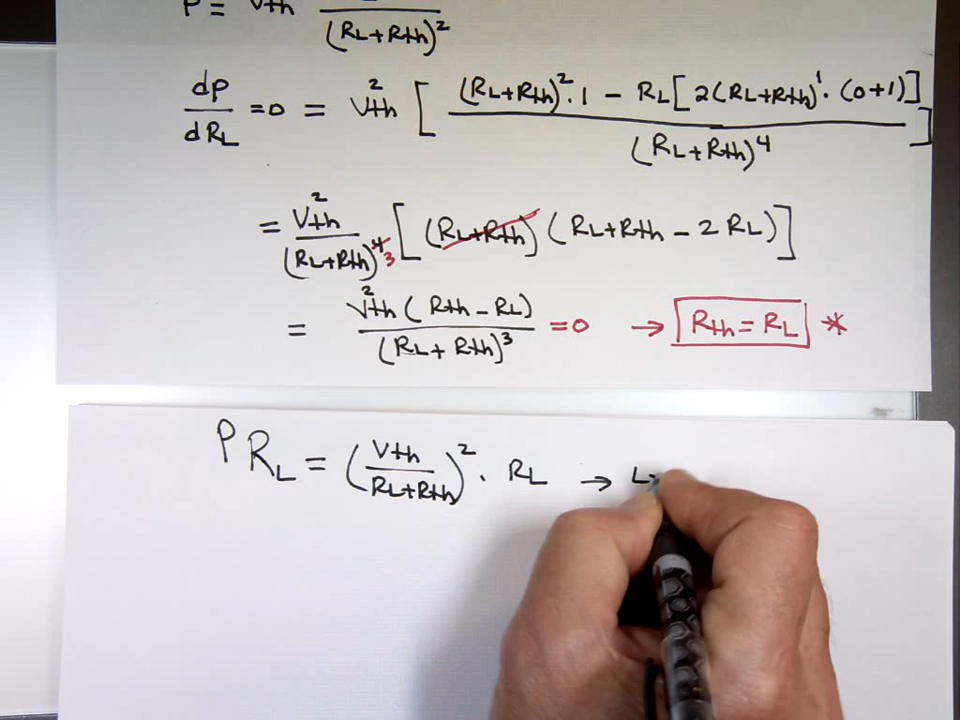 P = Vth
(RL+Rth)²
dP/dRL = 0 = Vth² [ ((RL+Rth)²·1 − RL[2(RL+Rth)¹·(0+1)]) / (RL+Rth)⁴ ]
= Vth²/(RL+Rth)⁴ 3 [(RL+Rth)(RL+Rth − 2RL)]
= Vth²(Rth − RL)/(RL+Rth)³ = 0 → Rth = RL *
PRL = (Vth/(RL+Rth))² · RL → L